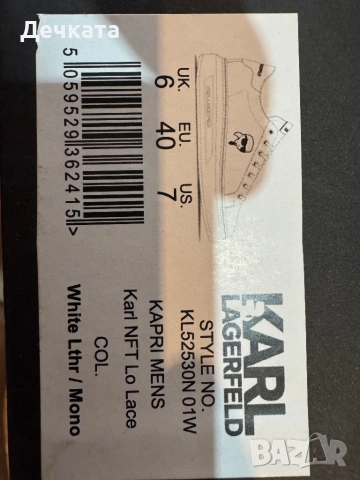 Дечката
KARL
LAGERFELD
STYLE NO.
KL52530N 01W
KAPRI MENS
Karl NFT Lo Lace
COL.
White Lthr / Mono
UK. EU. US.
6 40 7
5 059529 362415 >
BAZAR